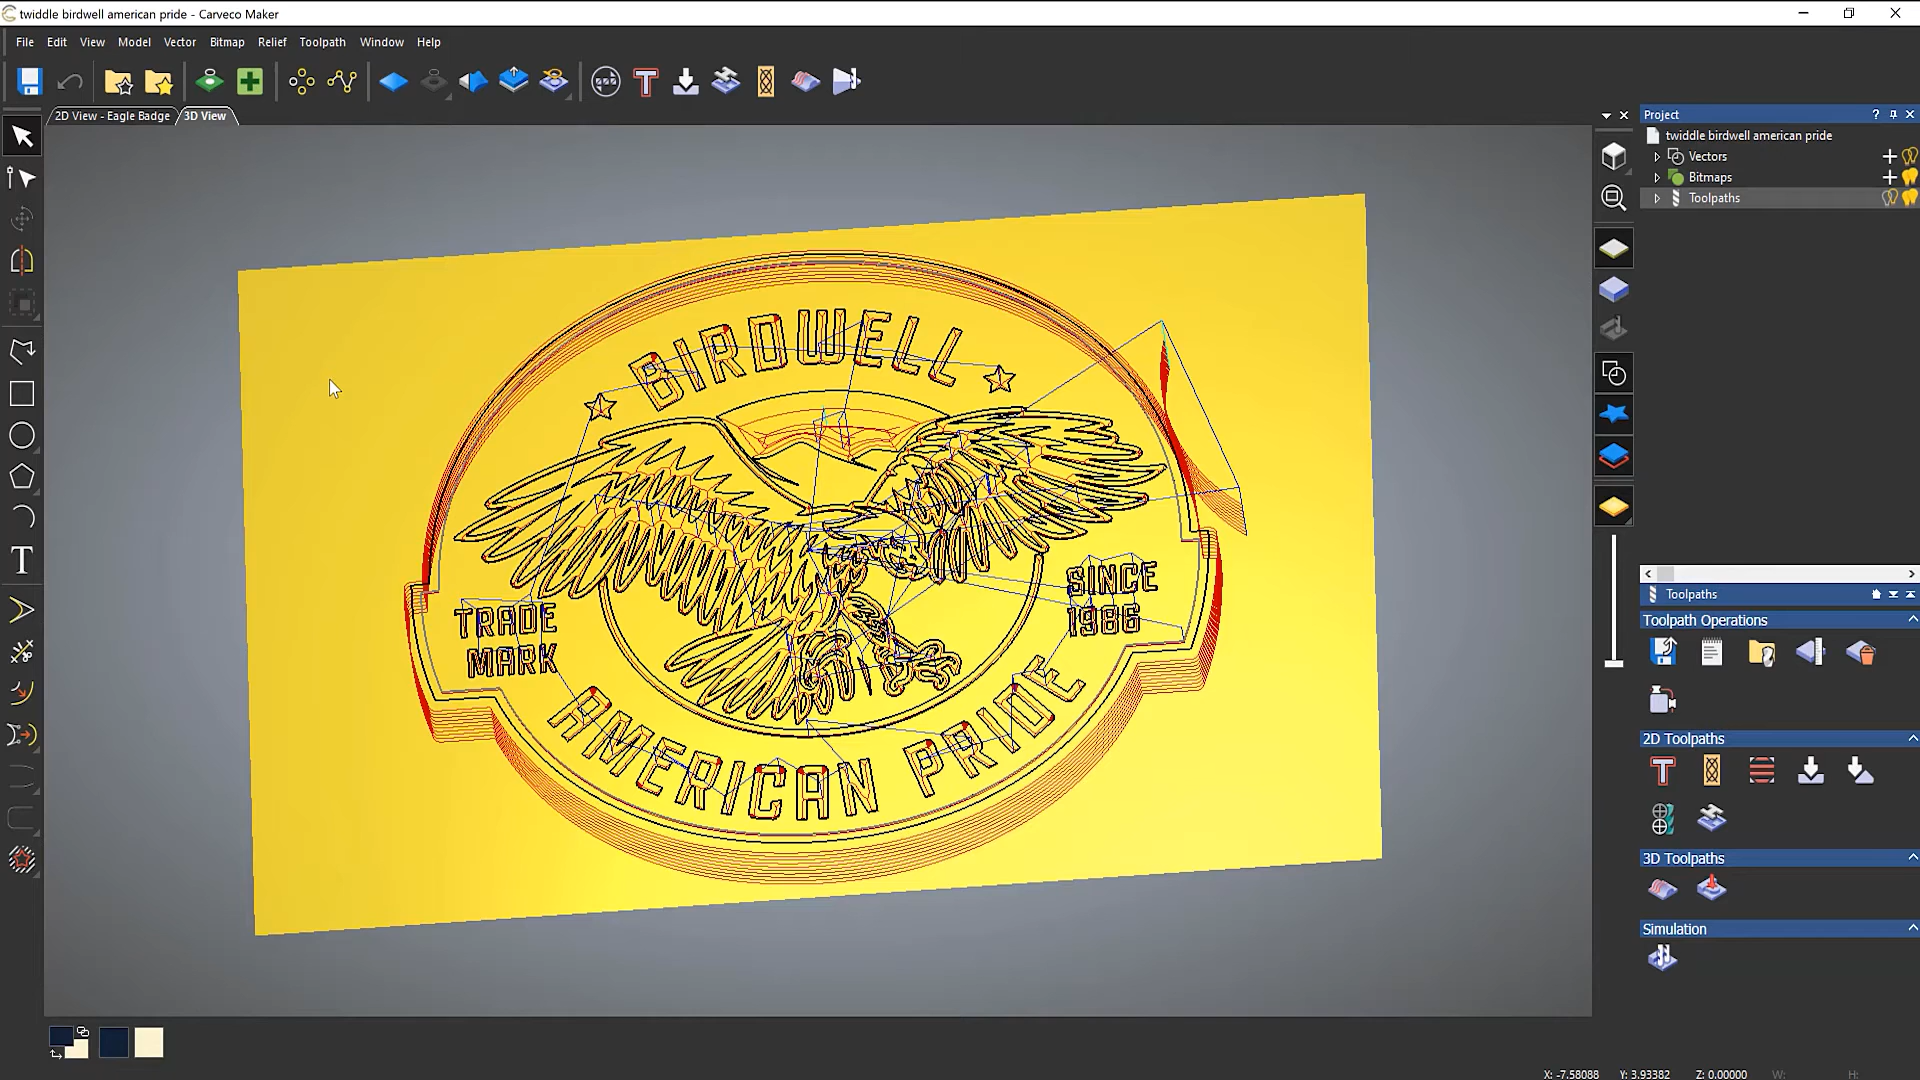 twiddle birdwell american pride - Carveco Maker
File Edit View Model Vector Bitmap Relief Toolpath Window Help
2D View - Eagle Badge 3D View
Project
twiddle birdwell american pride
Vectors
Bitmaps
Toolpaths
BIRDWELL
TRADE
MARK
SINCE
1986
AMERICAN PRIDE
Toolpaths
Toolpath Operations
2D Toolpaths
3D Toolpaths
Simulation
X: -7.58088 Y: 3.93382 Z: 0.00000 W: H: